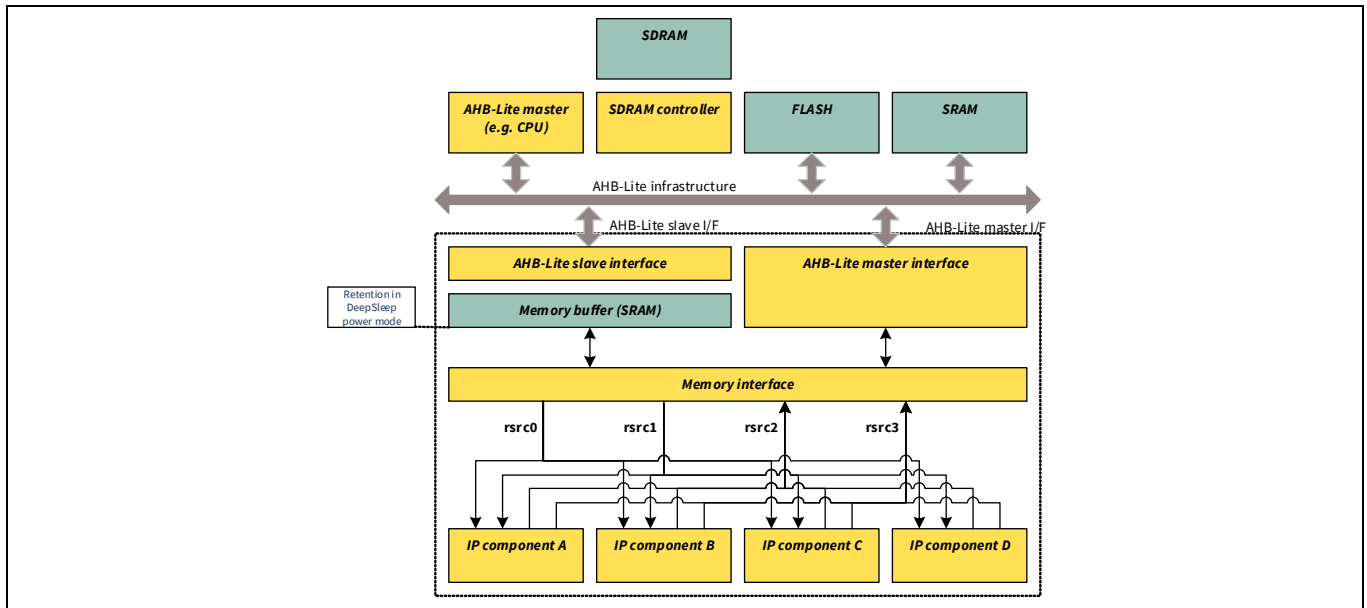 SDRAM
AHB-Lite master
(e.g. CPU)
SDRAM controller
FLASH
SRAM
AHB-Lite infrastructure
AHB-Lite slave I/F
AHB-Lite master I/F
AHB-Lite slave interface
AHB-Lite master interface
Retention in
DeepSleep
power mode
Memory buffer (SRAM)
Memory interface
rsrc0
rsrc1
rsrc2
rsrc3
IP component A
IP component B
IP component C
IP component D